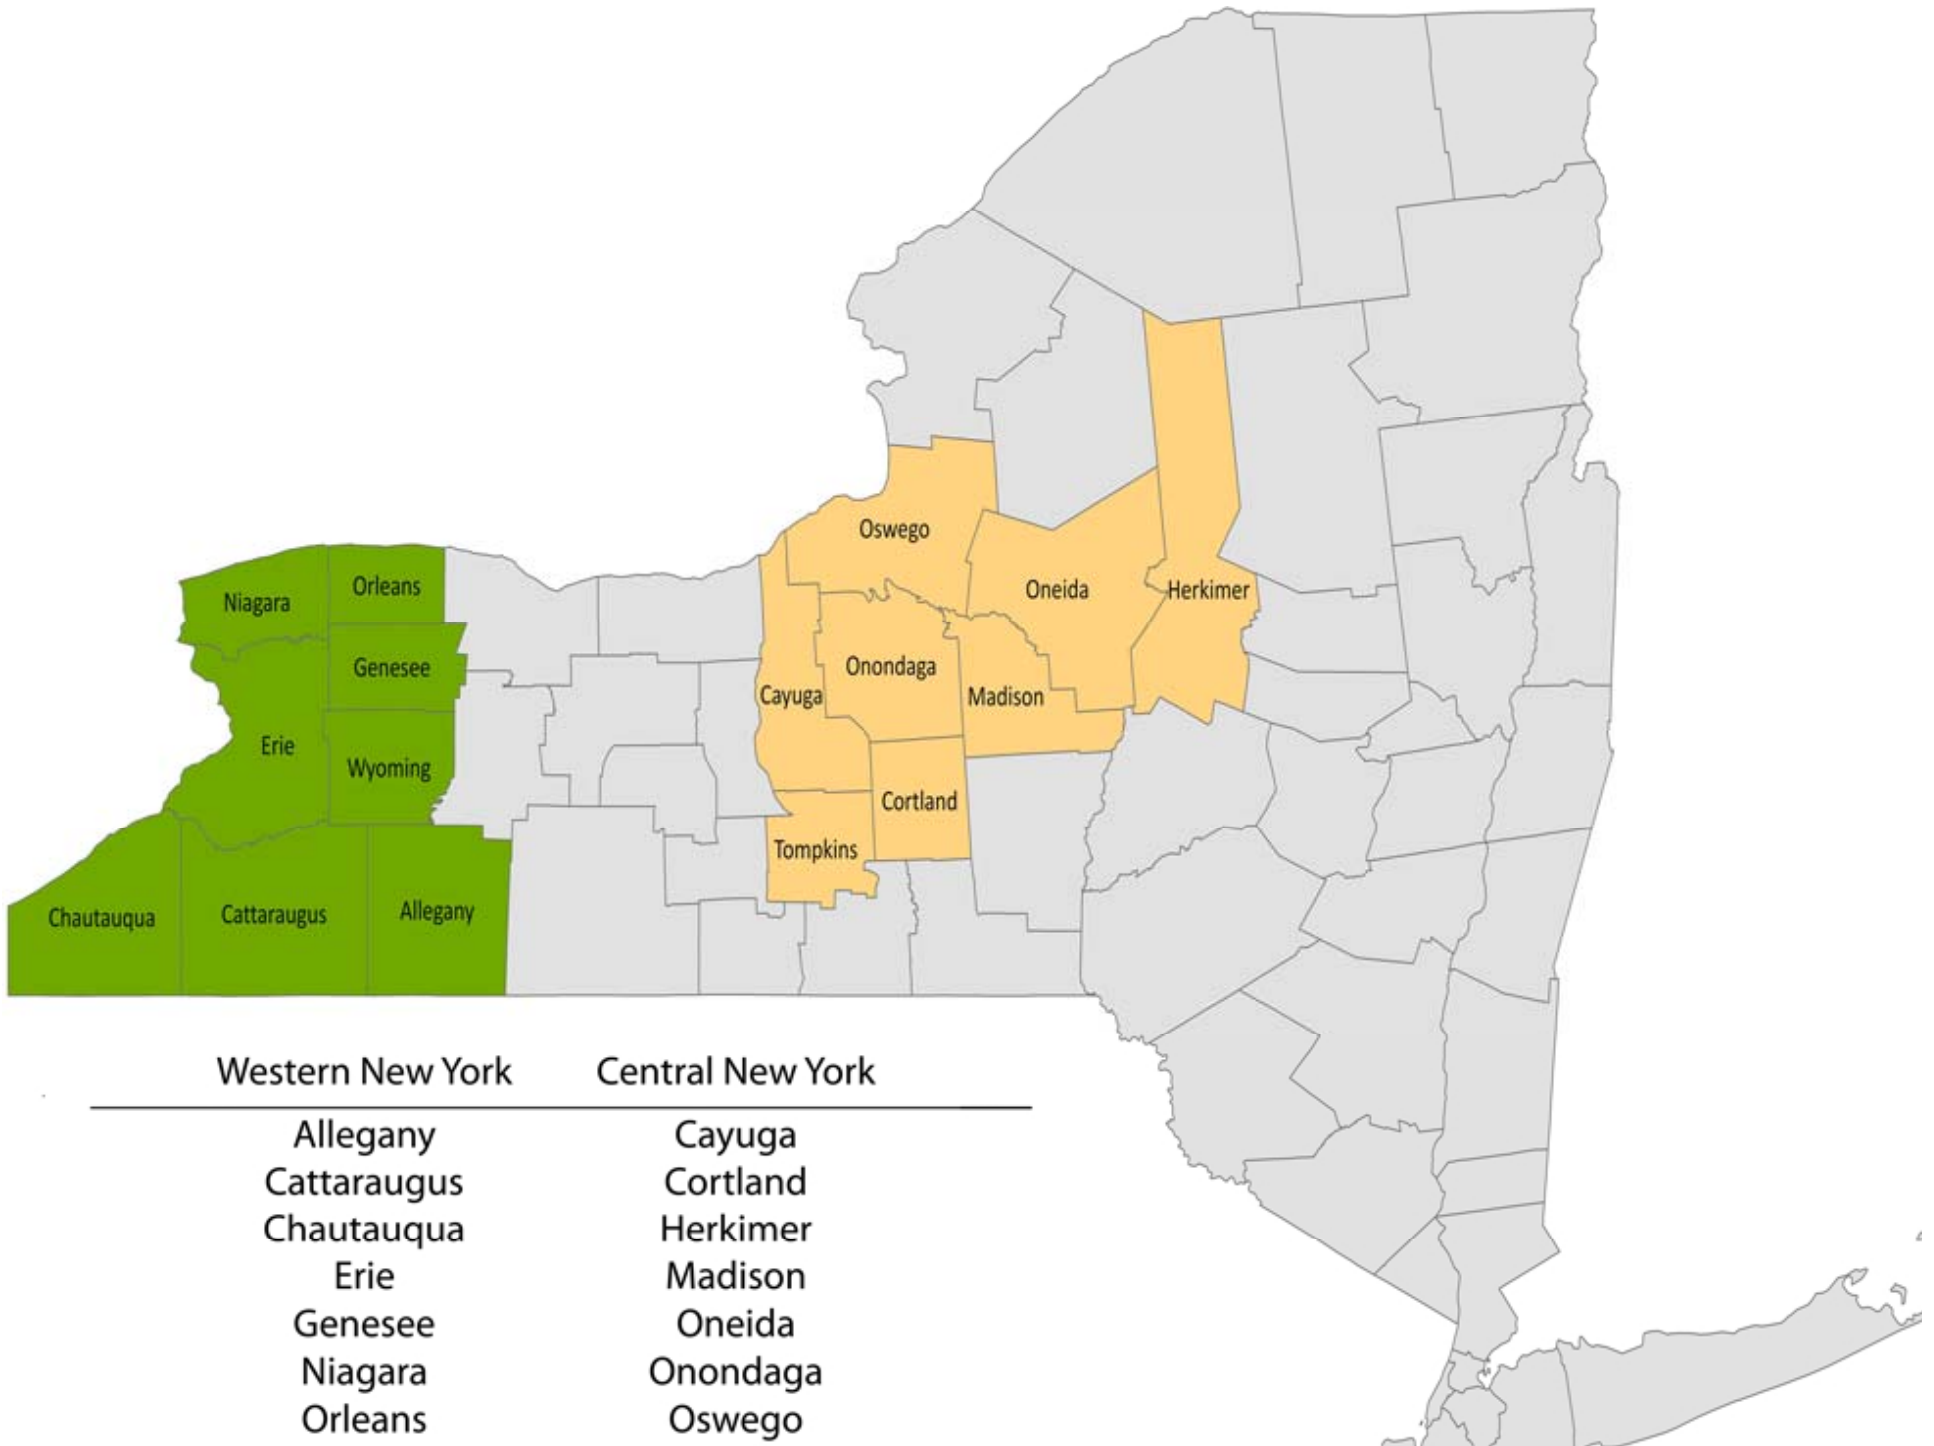 Oswego
Niagara
Orleans
Oneida
Herkimer
Genesee
Onondaga
Cayuga
Madison
Erie
Wyoming
Cortland
Tompkins
Chautauqua
Cattaraugus
Allegany
Western New York Central New York
Allegany Cayuga
Cattaraugus Cortland
Chautauqua Herkimer
Erie Madison
Genesee Oneida
Niagara Onondaga
Orleans Oswego